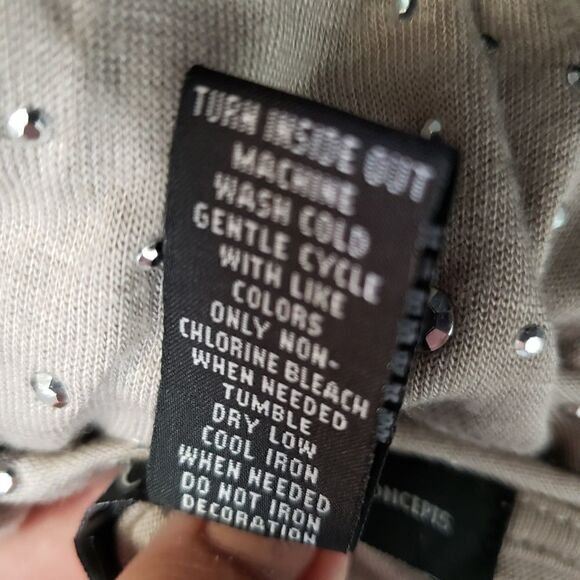 TURN INSIDE OUT
MACHINE
WASH COLD
GENTLE CYCLE
WITH LIKE
COLORS
ONLY NON-
CHLORINE BLEACH
WHEN NEEDED
TUMBLE
DRY LOW
COOL IRON
WHEN NEEDED
DO NOT IRON
DECORATION
ONCEPTS